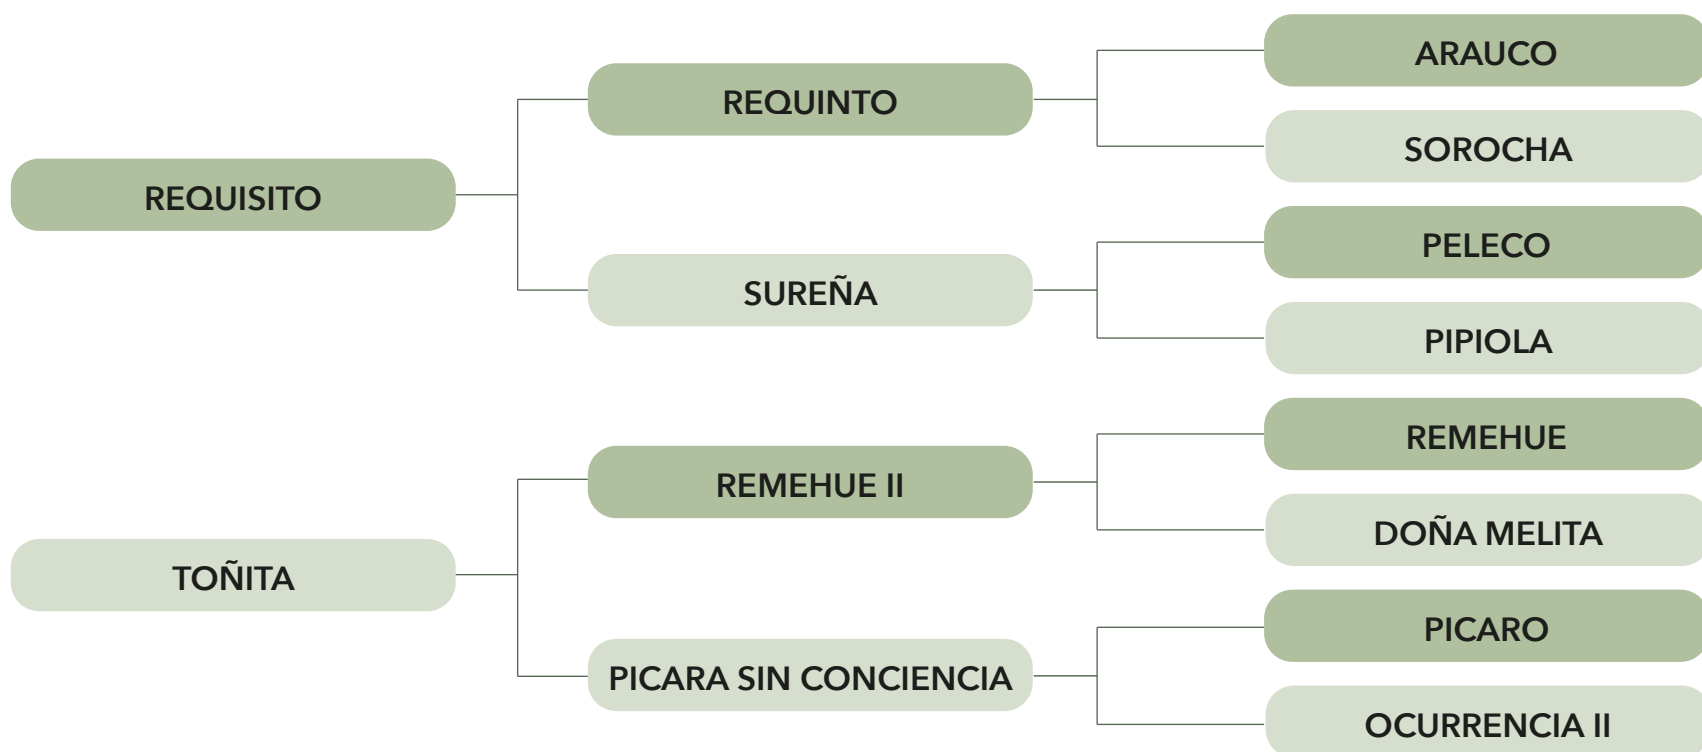 ARAUCO
REQUINTO
SOROCHA
REQUISITO
PELECO
SUREÑA
PIPIOLA
REMEHUE
REMEHUE II
DOÑA MELITA
TOÑITA
PICARO
PICARA SIN CONCIENCIA
OCURRENCIA II